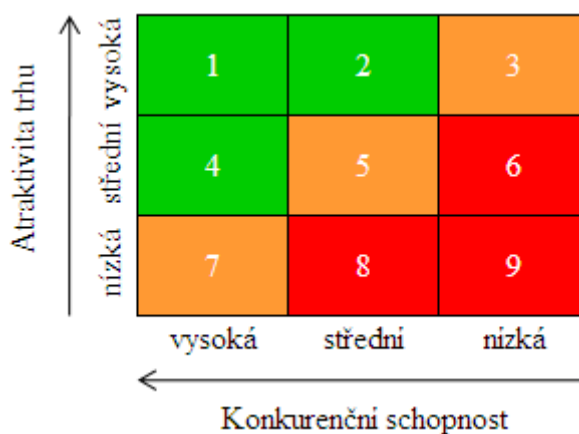 Atraktivita trhu
vysoká
střední
nízká
1 2 3
4 5 6
7 8 9
vysoká střední nízká
Konkurenční schopnost